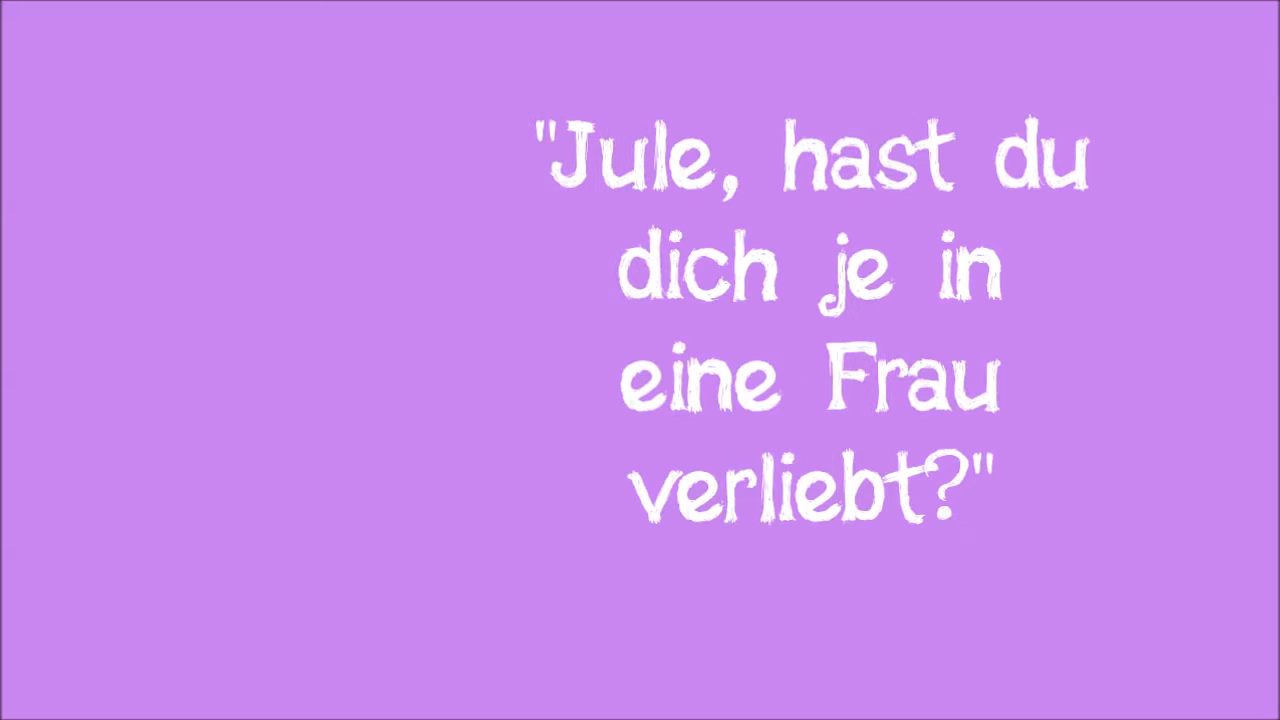 "Jule, hast du
dich je in
eine Frau
verliebt?"